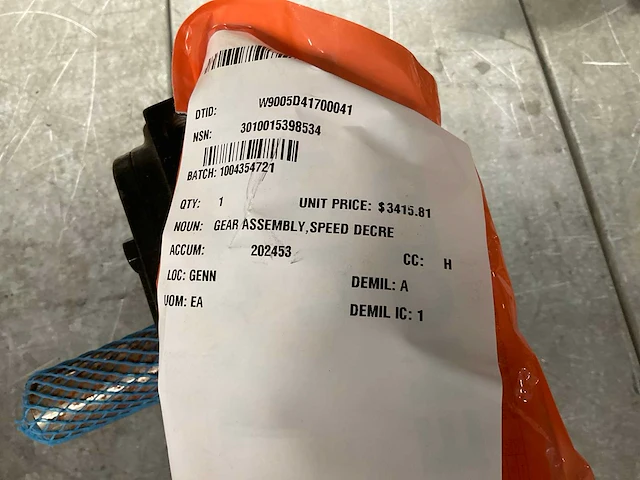 DTID: W9005D41700041
NSN: 3010015398534
BATCH: 1004354721
QTY: 1 UNIT PRICE: $3415.81
NOUN: GEAR ASSEMBLY,SPEED DECRE
ACCUM: 202453 CC: H
LOC: GENN DEMIL: A
UOM: EA DEMIL IC: 1